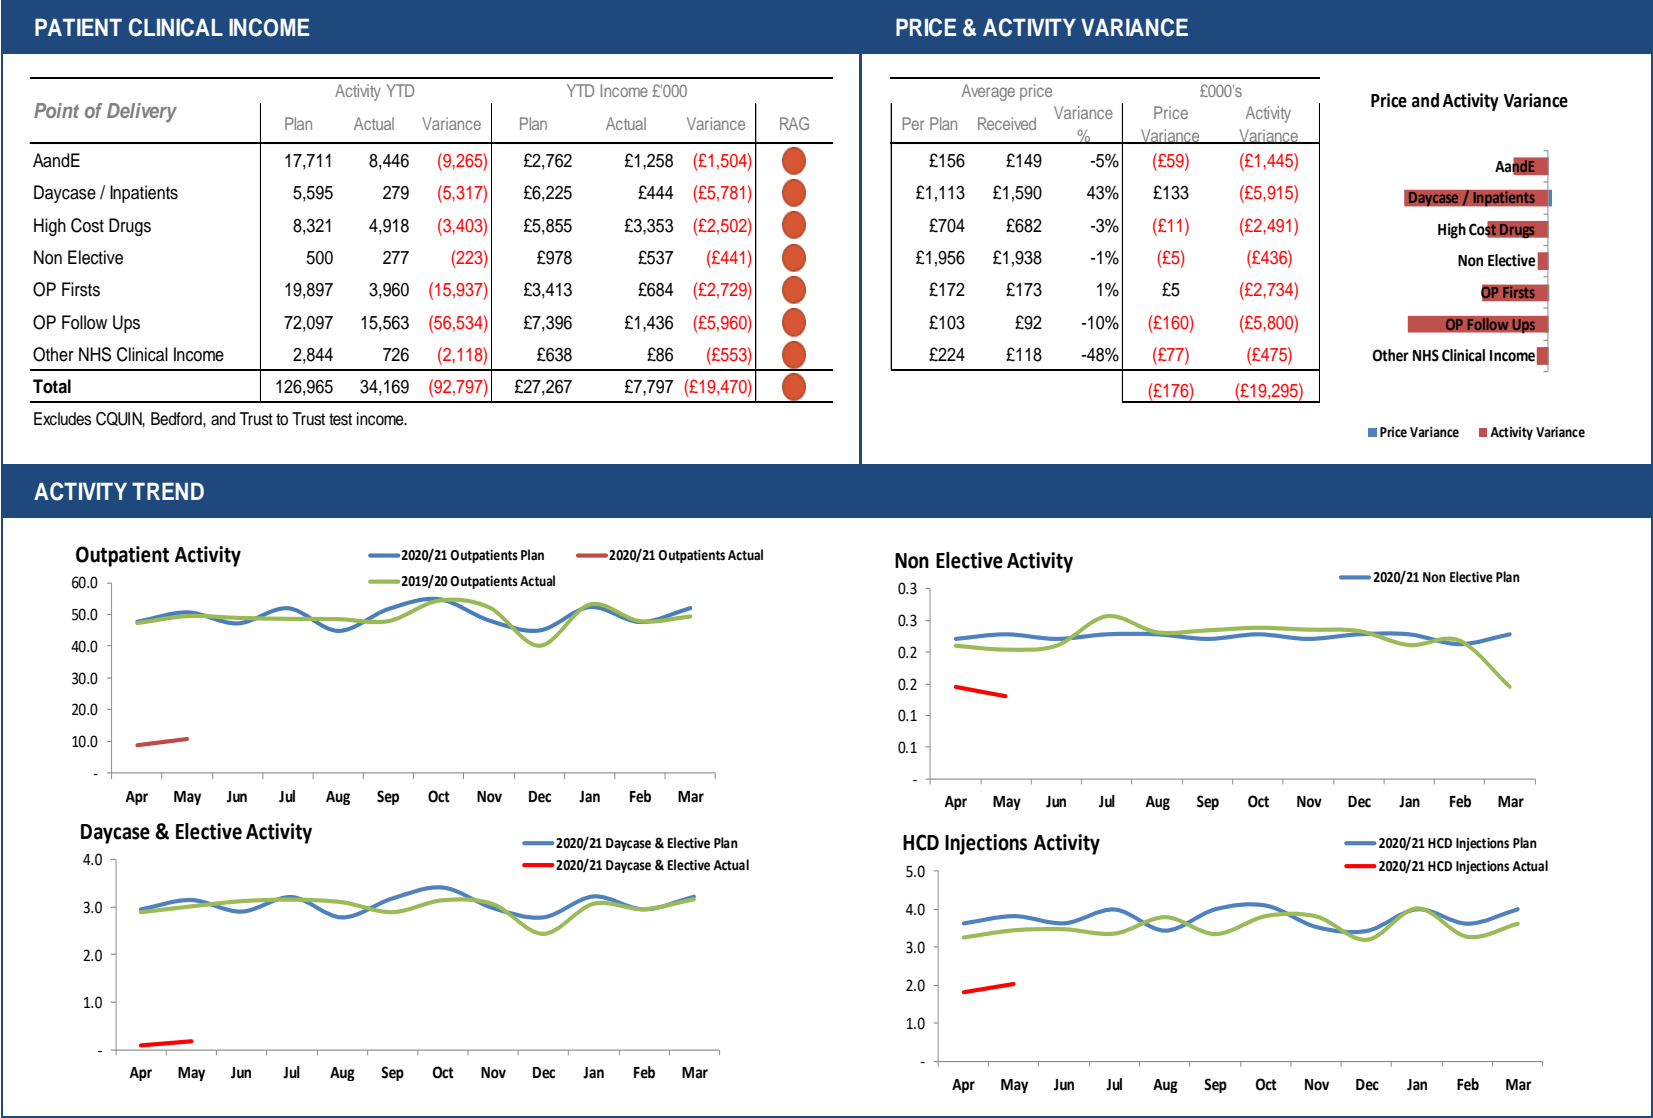 PATIENT CLINICAL INCOME
Point of Delivery Activity YTD YTD Income £'000
Plan Actual Variance Plan Actual Variance RAG
AandE 17,711 8,446 (9,265) £2,762 £1,258 (£1,504)
Daycase / Inpatients 5,595 279 (5,317) £6,225 £444 (£5,781)
High Cost Drugs 8,321 4,918 (3,403) £5,855 £3,353 (£2,502)
Non Elective 500 277 (223) £978 £537 (£441)
OP Firsts 19,897 3,960 (15,937) £3,413 £684 (£2,729)
OP Follow Ups 72,097 15,563 (56,534) £7,396 £1,436 (£5,960)
Other NHS Clinical Income 2,844 726 (2,118) £638 £86 (£553)
Total 126,965 34,169 (92,797) £27,267 £7,797 (£19,470)
Excludes CQUIN, Bedford, and Trust to Trust test income.
PRICE & ACTIVITY VARIANCE
Average price £000's
Per Plan Received Variance % Price Variance Activity Variance
£156 £149 -5% (£59) (£1,445)
£1,113 £1,590 43% £133 (£5,915)
£704 £682 -3% (£11) (£2,491)
£1,956 £1,938 -1% (£5) (£436)
£172 £173 1% £5 (£2,734)
£103 £92 -10% (£160) (£5,800)
£224 £118 -48% (£77) (£475)
(£176) (£19,295)
Price and Activity Variance
AandE
Daycase / Inpatients
High Cost Drugs
Non Elective
OP Firsts
OP Follow Ups
Other NHS Clinical Income
Price Variance Activity Variance
ACTIVITY TREND
Outpatient Activity
2020/21 Outpatients Plan 2020/21 Outpatients Actual
2019/20 Outpatients Actual
60.0
50.0
40.0
30.0
20.0
10.0
-
Apr May Jun Jul Aug Sep Oct Nov Dec Jan Feb Mar
Non Elective Activity
2020/21 Non Elective Plan
0.3
0.3
0.2
0.2
0.1
0.1
-
Apr May Jun Jul Aug Sep Oct Nov Dec Jan Feb Mar
Daycase & Elective Activity
2020/21 Daycase & Elective Plan
2020/21 Daycase & Elective Actual
4.0
3.0
2.0
1.0
-
Apr May Jun Jul Aug Sep Oct Nov Dec Jan Feb Mar
HCD Injections Activity
2020/21 HCD Injections Plan
2020/21 HCD Injections Actual
5.0
4.0
3.0
2.0
1.0
-
Apr May Jun Jul Aug Sep Oct Nov Dec Jan Feb Mar